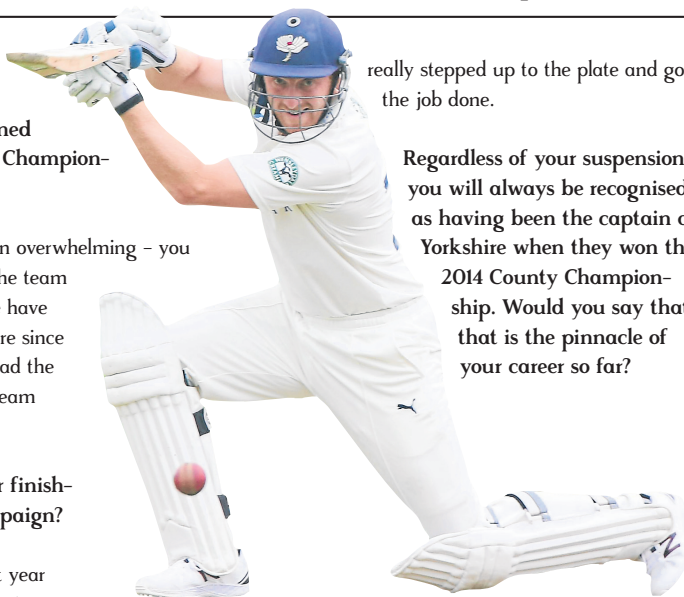 ned
Champion-
n overwhelming – you
he team
have
re since
ad the
eam
r finish-
paign?
year
really stepped up to the plate and go
the job done.
Regardless of your suspension
you will always be recognised
as having been the captain o
Yorkshire when they won th
2014 County Champion-
ship. Would you say that
that is the pinnacle of
your career so far?